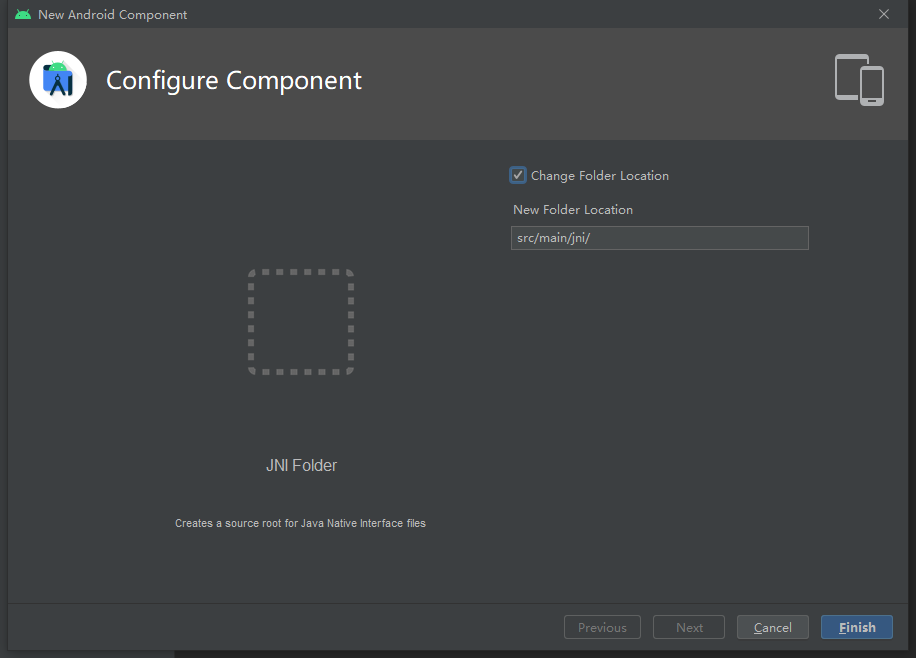 New Android Component
Configure Component
Change Folder Location
New Folder Location
src/main/jni/
JNI Folder
Creates a source root for Java Native Interface files
Previous
Next
Cancel
Finish